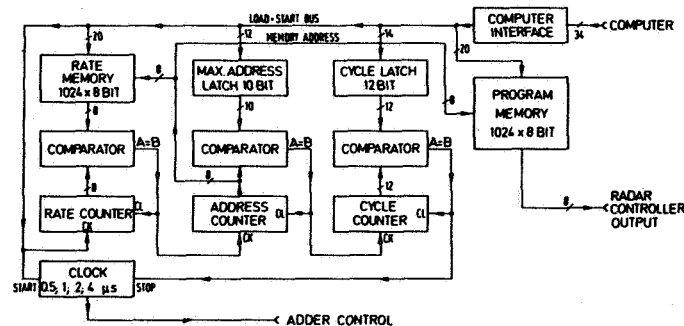 LOAD-START BUS
COMPUTER INTERFACE
34
COMPUTER
20
12
14
20
MEMORY ADDRESS
RATE MEMORY 1024 x 8 BIT
8
MAX. ADDRESS LATCH 10 BIT
CYCLE LATCH 12 BIT
8
PROGRAM MEMORY 1024 x 8 BIT
8
10
12
COMPARATOR
A=B
COMPARATOR
A=B
COMPARATOR
A=B
8
8
12
8
RADAR CONTROLLER OUTPUT
RATE COUNTER
CL
CK
ADDRESS COUNTER
CL
CK
CYCLE COUNTER
CL
CK
START
CLOCK
0.5; 1; 2; 4 µs
STOP
ADDER CONTROL